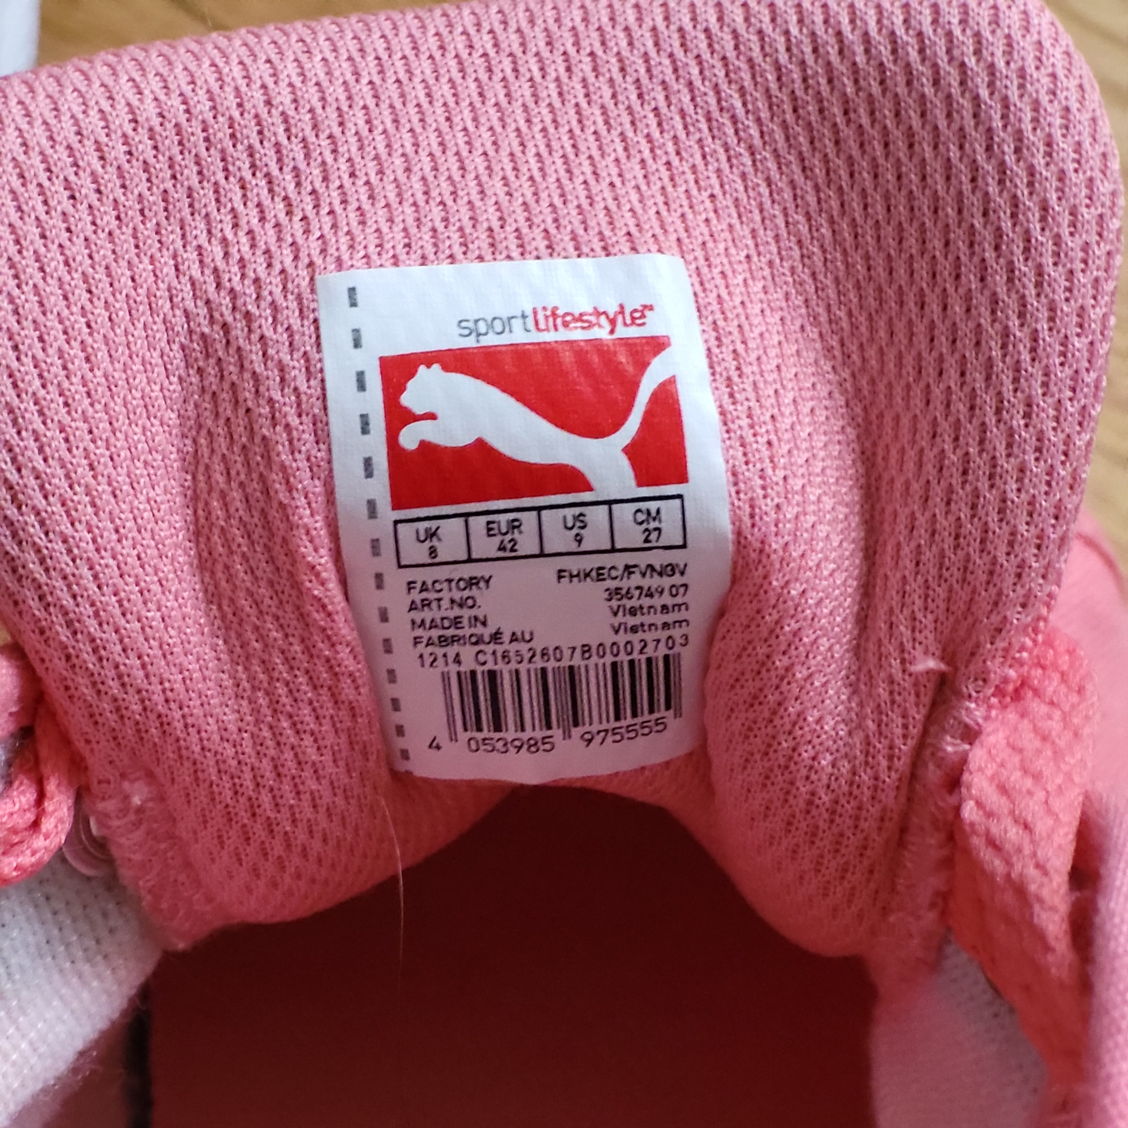 sportlifestyle™
UK EUR US CM
8 42 9 27
FACTORY FHKEC/FVNGV
ART.NO. 356749 07
MADE IN Vietnam
FABRIQUÉ AU Vietnam
1214 C1652607B0002703
4 053985 975555